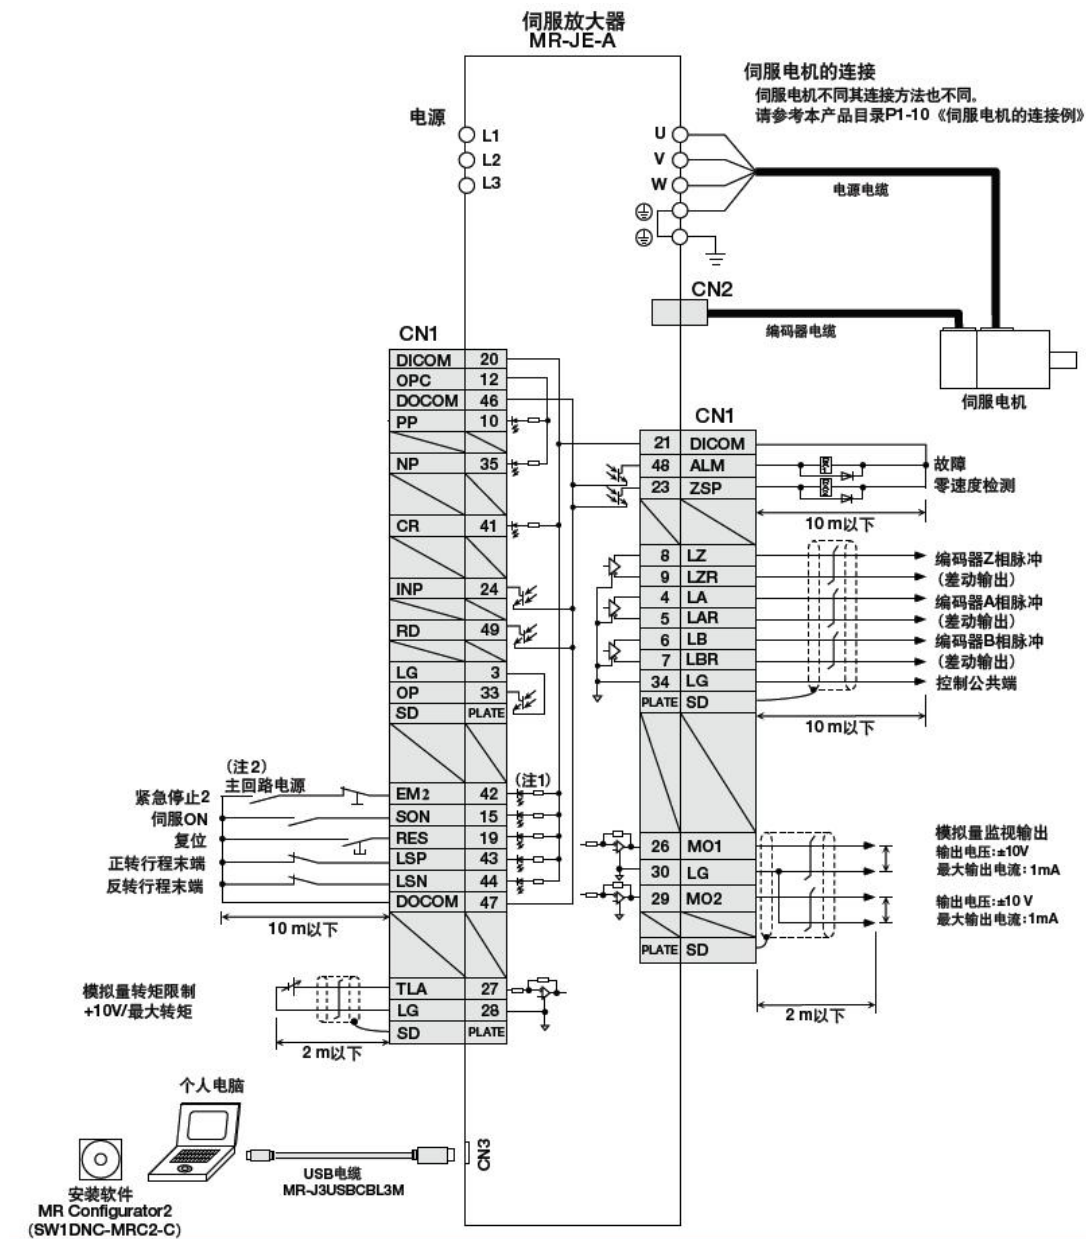 伺服放大器
MR-JE-A
伺服电机的连接
伺服电机不同其连接方法也不同。
请参考本产品目录P1-10《伺服电机的连接例》
电源
L1
L2
L3
U
V
W
电源电缆
CN2
编码器电缆
伺服电机
CN1
DICOM 20
OPC 12
DOCOM 46
PP 10
NP 35
CR 41
INP 24
RD 49
LG 3
OP 33
SD PLATE
(注2)
主回路电源
(注1)
紧急停止2
EM2 42
伺服ON
SON 15
复位
RES 19
正转行程末端
LSP 43
反转行程末端
LSN 44
DOCOM 47
10 m以下
模拟量转矩限制
+10V/最大转矩
TLA 27
LG 28
SD PLATE
2 m以下
CN1
21 DICOM
48 ALM
故障
23 ZSP
零速度检测
10 m以下
8 LZ
编码器Z相脉冲
9 LZR
(差动输出)
4 LA
编码器A相脉冲
5 LAR
(差动输出)
6 LB
编码器B相脉冲
7 LBR
(差动输出)
34 LG
控制公共端
PLATE SD
10 m以下
26 MO1
30 LG
29 MO2
PLATE SD
模拟量监视输出
输出电压:±10V
最大输出电流:1mA
输出电压:±10 V
最大输出电流:1mA
2 m以下
个人电脑
CN3
USB电缆
MR-J3USBCBL3M
安装软件
MR Configurator2
(SW1DNC-MRC2-C)